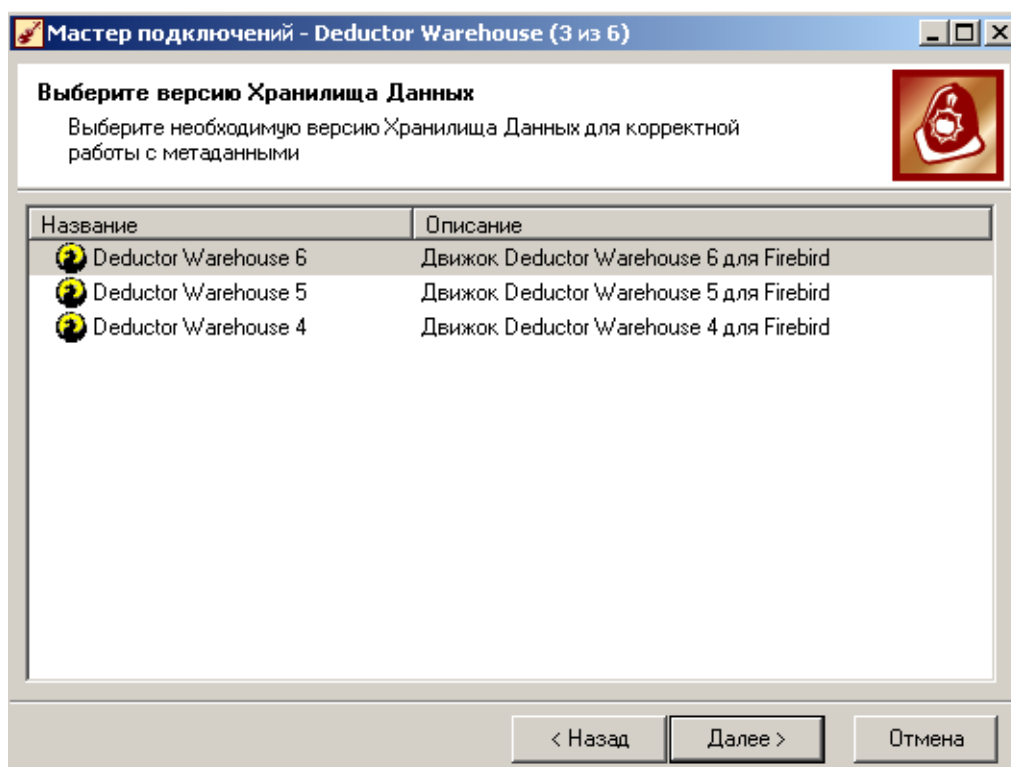 Мастер подключений - Deductor Warehouse (3 из 6)
Выберите версию Хранилища Данных
Выберите необходимую версию Хранилища Данных для корректной
работы с метаданными
Название Описание
Deductor Warehouse 6 Движок Deductor Warehouse 6 для Firebird
Deductor Warehouse 5 Движок Deductor Warehouse 5 для Firebird
Deductor Warehouse 4 Движок Deductor Warehouse 4 для Firebird
< Назад Далее > Отмена